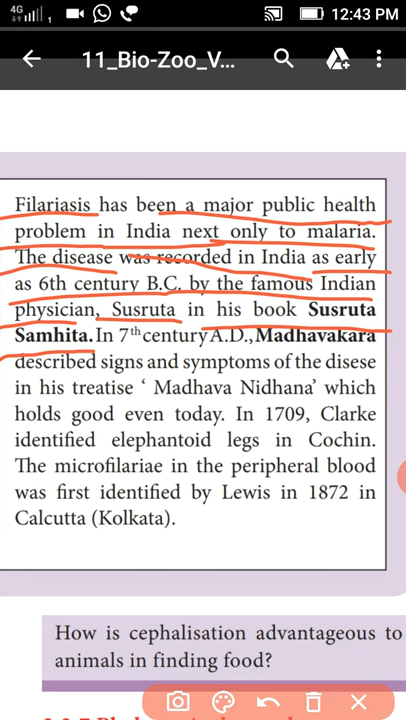 4G 1 12:43 PM
11_Bio-Zoo_V...
Filariasis has been a major public health
problem in India next only to malaria.
The disease was recorded in India as early
as 6th century B.C. by the famous Indian
physician, Susruta in his book Susruta
Samhita. In 7th century A.D., Madhavakara
described signs and symptoms of the disese
in his treatise ‘ Madhava Nidhana’ which
holds good even today. In 1709, Clarke
identified elephantoid legs in Cochin.
The microfilariae in the peripheral blood
was first identified by Lewis in 1872 in
Calcutta (Kolkata).
How is cephalisation advantageous to
animals in finding food?